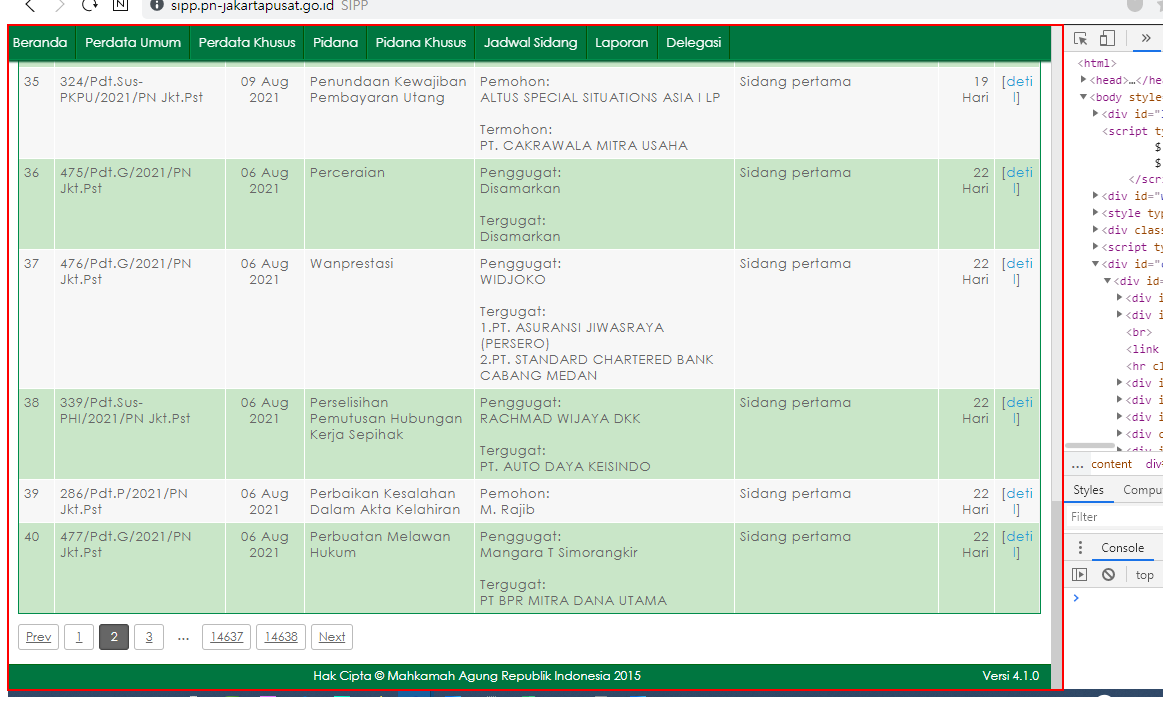 sipp.pn-jakartapusat.go.id SIPP
Beranda Perdata Umum Perdata Khusus Pidana Pidana Khusus Jadwal Sidang Laporan Delegasi
35 324/Pdt.Sus-PKPU/2021/PN Jkt.Pst 09 Aug 2021 Penundaan Kewajiban Pembayaran Utang Pemohon: Sidang pertama 19 Hari [detil]
ALTUS SPECIAL SITUATIONS ASIA I LP
Termohon:
PT. CAKRAWALA MITRA USAHA
36 475/Pdt.G/2021/PN Jkt.Pst 06 Aug 2021 Perceraian Penggugat: Sidang pertama 22 Hari [detil]
Disamarkan
Tergugat:
Disamarkan
37 476/Pdt.G/2021/PN Jkt.Pst 06 Aug 2021 Wanprestasi Penggugat: Sidang pertama 22 Hari [detil]
WIDJOKO
Tergugat:
1.PT. ASURANSI JIWASRAYA
(PERSERO)
2.PT. STANDARD CHARTERED BANK
CABANG MEDAN
38 339/Pdt.Sus-PHI/2021/PN Jkt.Pst 06 Aug 2021 Perselisihan Pemutusan Hubungan Kerja Sepihak Penggugat: Sidang pertama 22 Hari [detil]
RACHMAD WIJAYA DKK
Tergugat:
PT. AUTO DAYA KEISINDO
39 286/Pdt.P/2021/PN Jkt.Pst 06 Aug 2021 Perbaikan Kesalahan Dalam Akta Kelahiran Pemohon: Sidang pertama 22 Hari [detil]
M. Rajib
40 477/Pdt.G/2021/PN Jkt.Pst 06 Aug 2021 Perbuatan Melawan Hukum Penggugat: Sidang pertama 22 Hari [detil]
Mangara T Simorangkir
Tergugat:
PT BPR MITRA DANA UTAMA
Prev 1 2 3 ... 14637 14638 Next
Hak Cipta © Mahkamah Agung Republik Indonesia 2015 Versi 4.1.0
<html>
<head>…</he
<body style
<div id="
<script ty
$
$
</scri
<div id="
<style typ
<div class
<script ty
<div id="
<div id=
<div i
<div i
<br>
<link
<hr cl
<div i
<div i
<div i
<div c
... content div
Styles Compu
Filter
Console
top